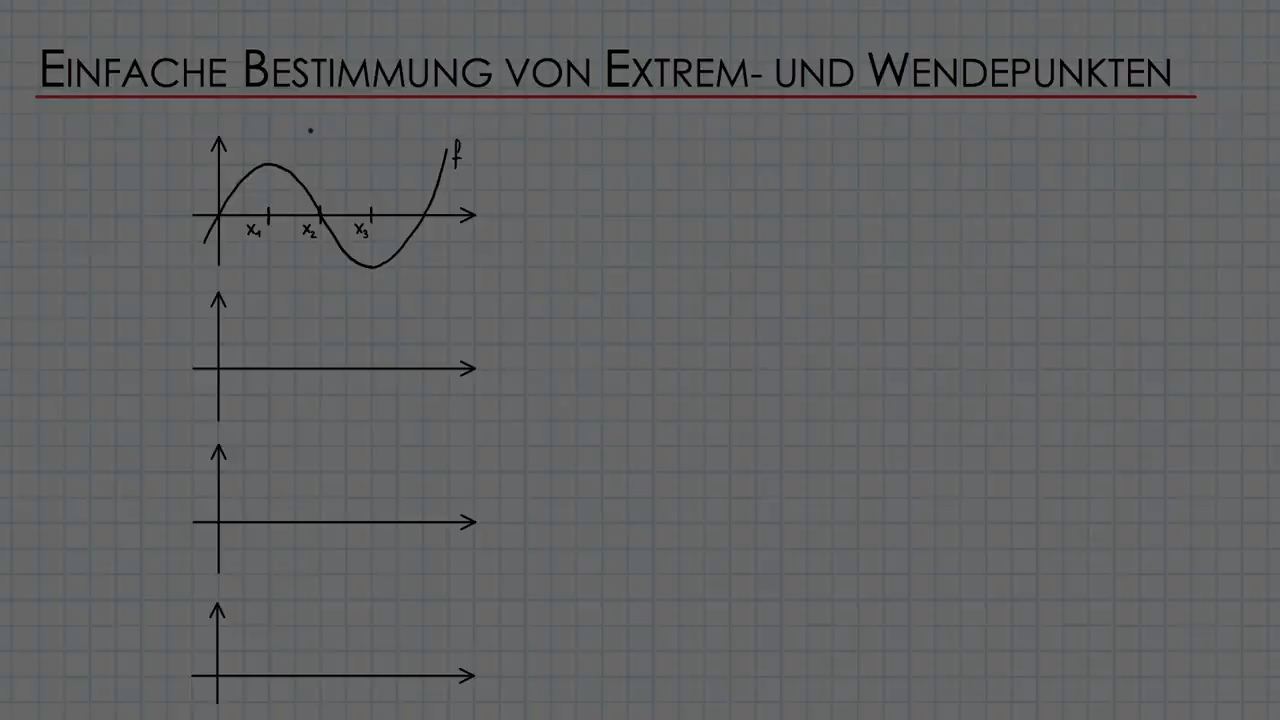 EINFACHE BESTIMMUNG VON EXTREM- UND WENDEPUNKTEN
f
x₁ x₂ x₃